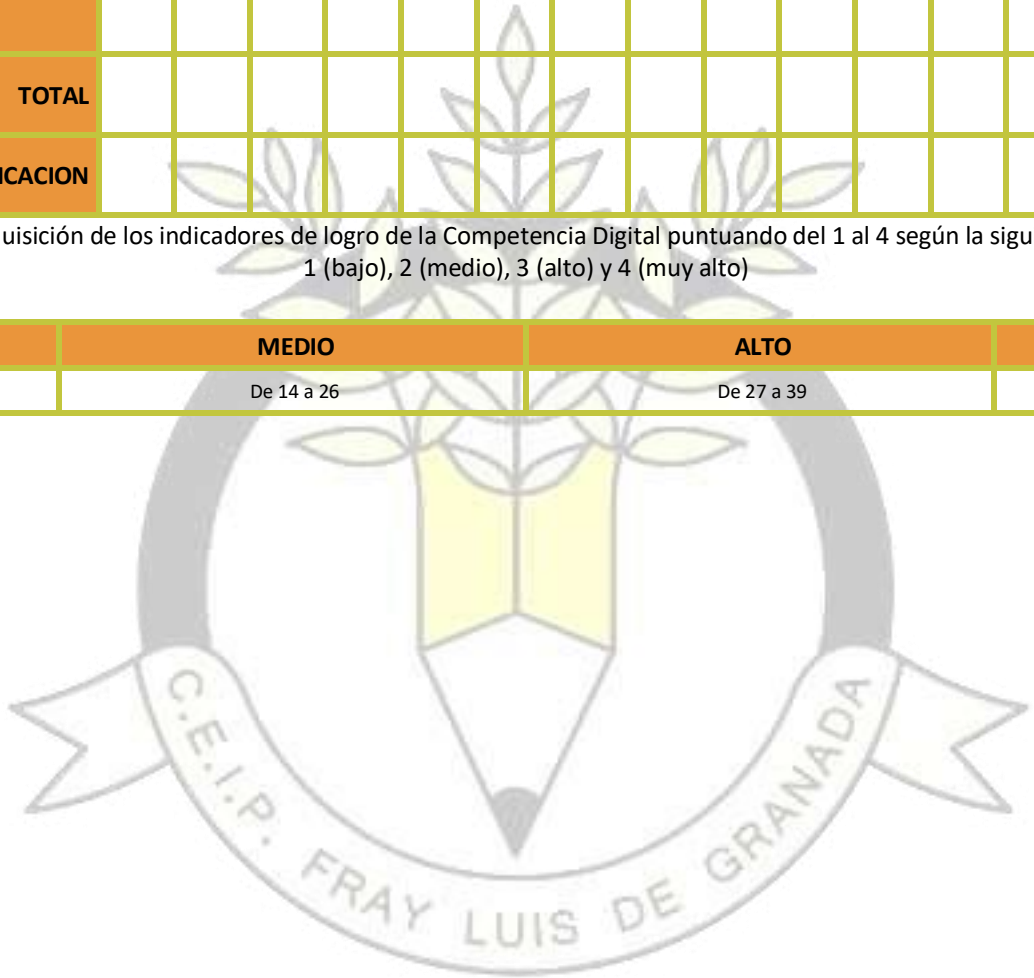 TOTAL
ICACION
uisición de los indicadores de logro de la Competencia Digital puntuando del 1 al 4 según la sigu
1 (bajo), 2 (medio), 3 (alto) y 4 (muy alto)
MEDIO ALTO
De 14 a 26 De 27 a 39
C.E.I.P. FRAY LUIS DE GRANADA